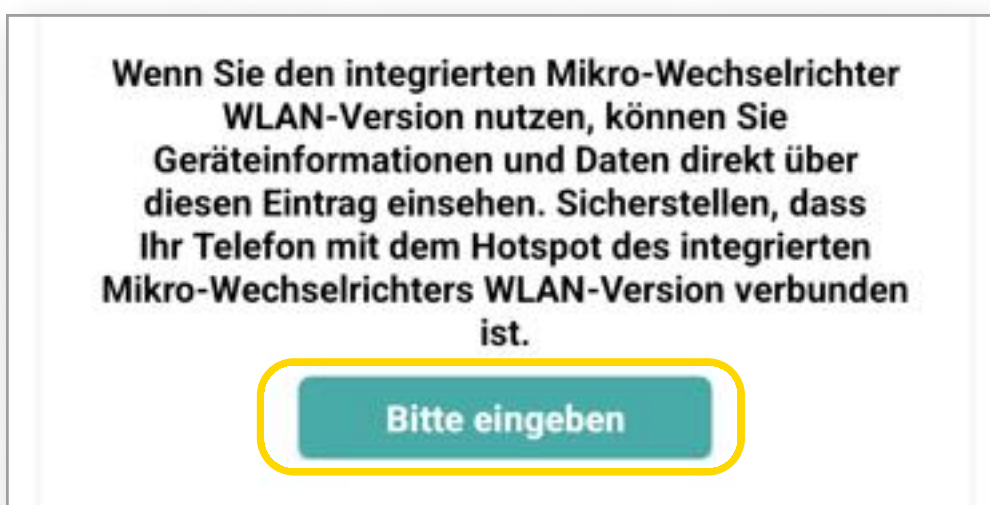 Wenn Sie den integrierten Mikro-Wechselrichter
WLAN-Version nutzen, können Sie
Geräteinformationen und Daten direkt über
diesen Eintrag einsehen. Sicherstellen, dass
Ihr Telefon mit dem Hotspot des integrierten
Mikro-Wechselrichters WLAN-Version verbunden
ist.
Bitte eingeben